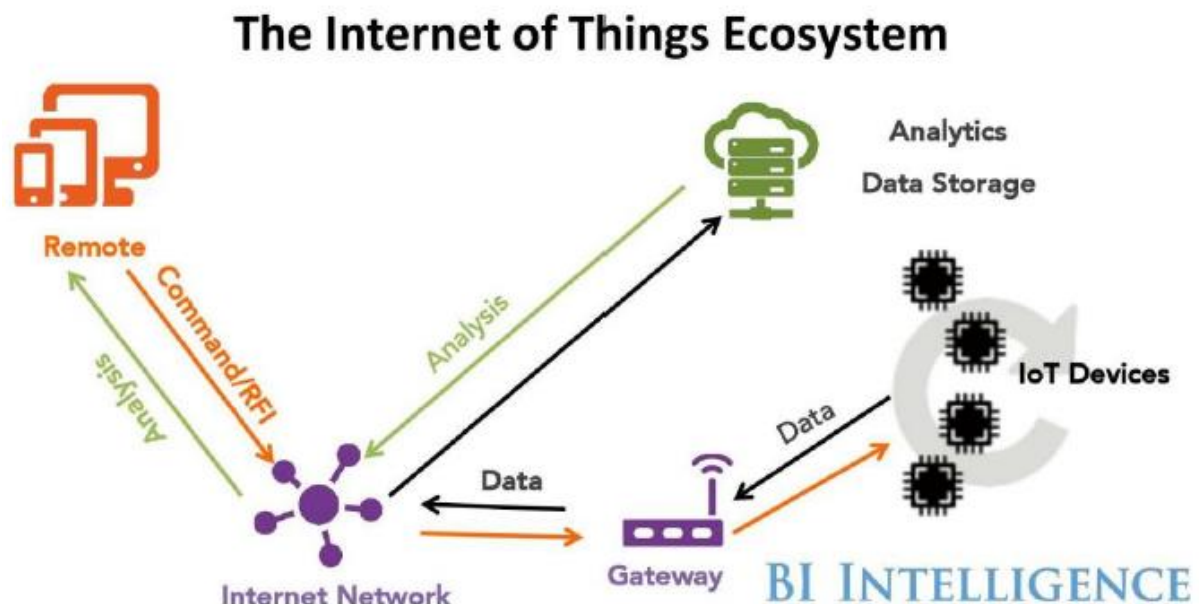 The Internet of Things Ecosystem
Analytics
Data Storage
Remote
Command/RFI
Analysis
Analysis
IoT Devices
Data
Data
Internet Network
Gateway
BI INTELLIGENCE